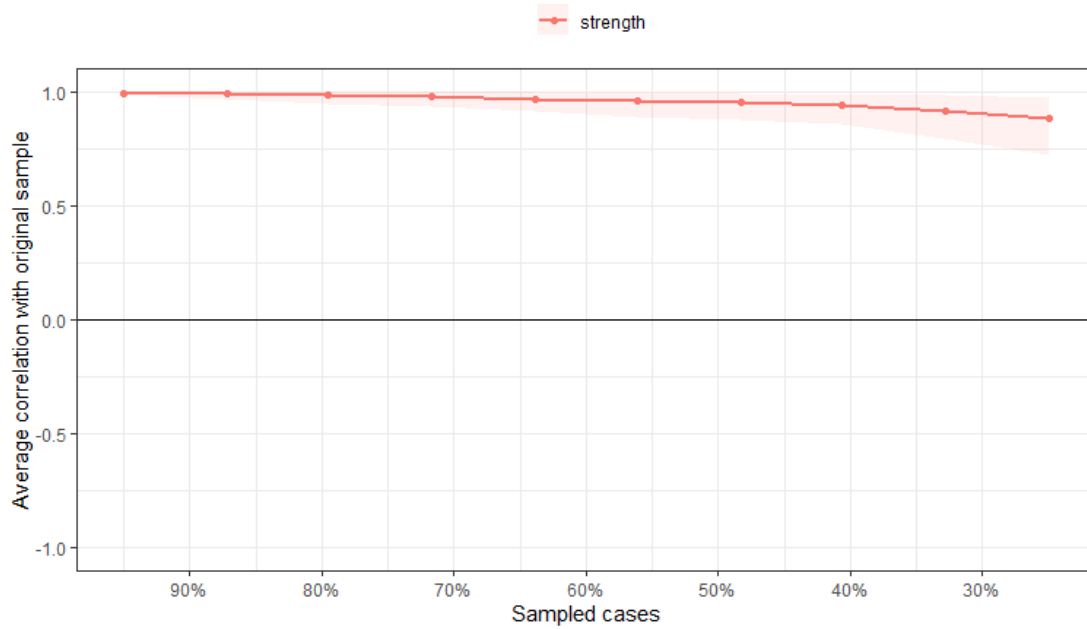 strength
Average correlation with original sample
1.0
0.5
0.0
-0.5
-1.0
90% 80% 70% 60% 50% 40% 30%
Sampled cases